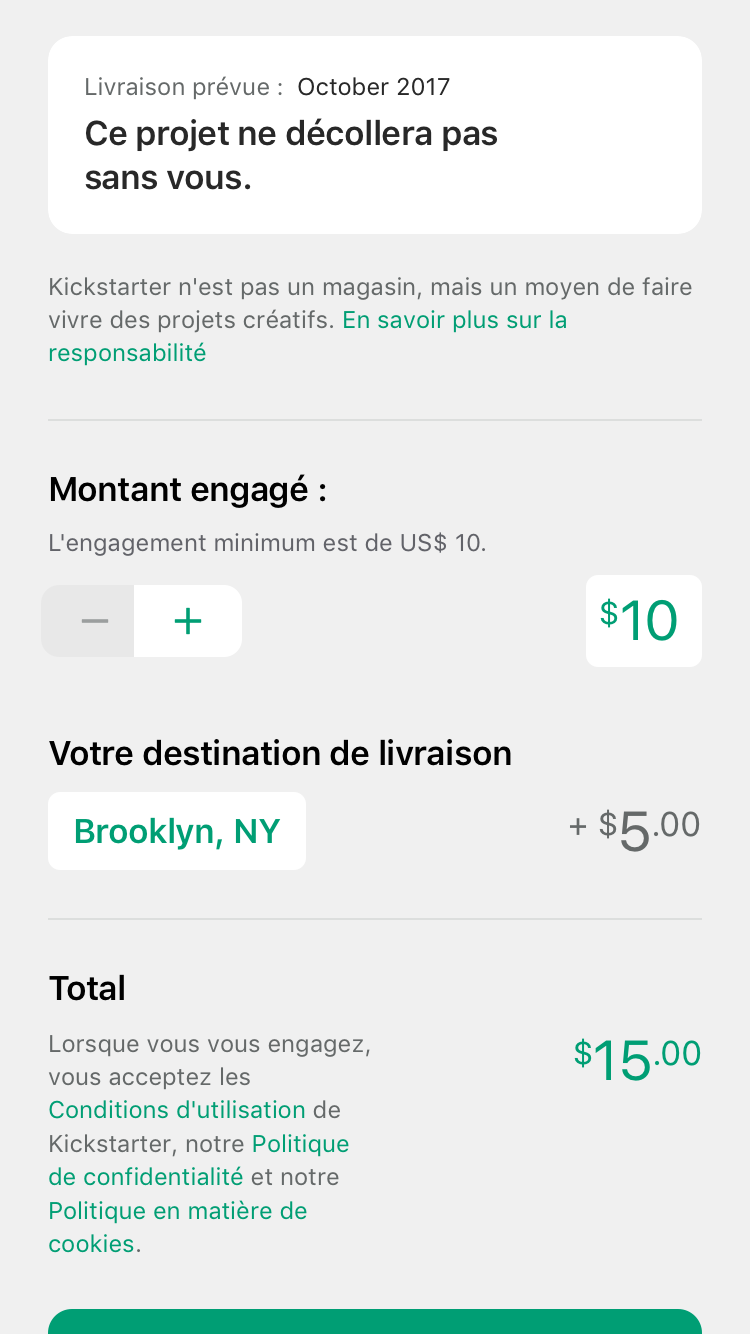 Livraison prévue : October 2017
Ce projet ne décollera pas
sans vous.
Kickstarter n'est pas un magasin, mais un moyen de faire
vivre des projets créatifs. En savoir plus sur la
responsabilité
Montant engagé :
L'engagement minimum est de US$ 10.
− +
$10
Votre destination de livraison
Brooklyn, NY
+ $5.00
Total
Lorsque vous vous engagez,
vous acceptez les
Conditions d'utilisation de
Kickstarter, notre Politique
de confidentialité et notre
Politique en matière de
cookies.
$15.00